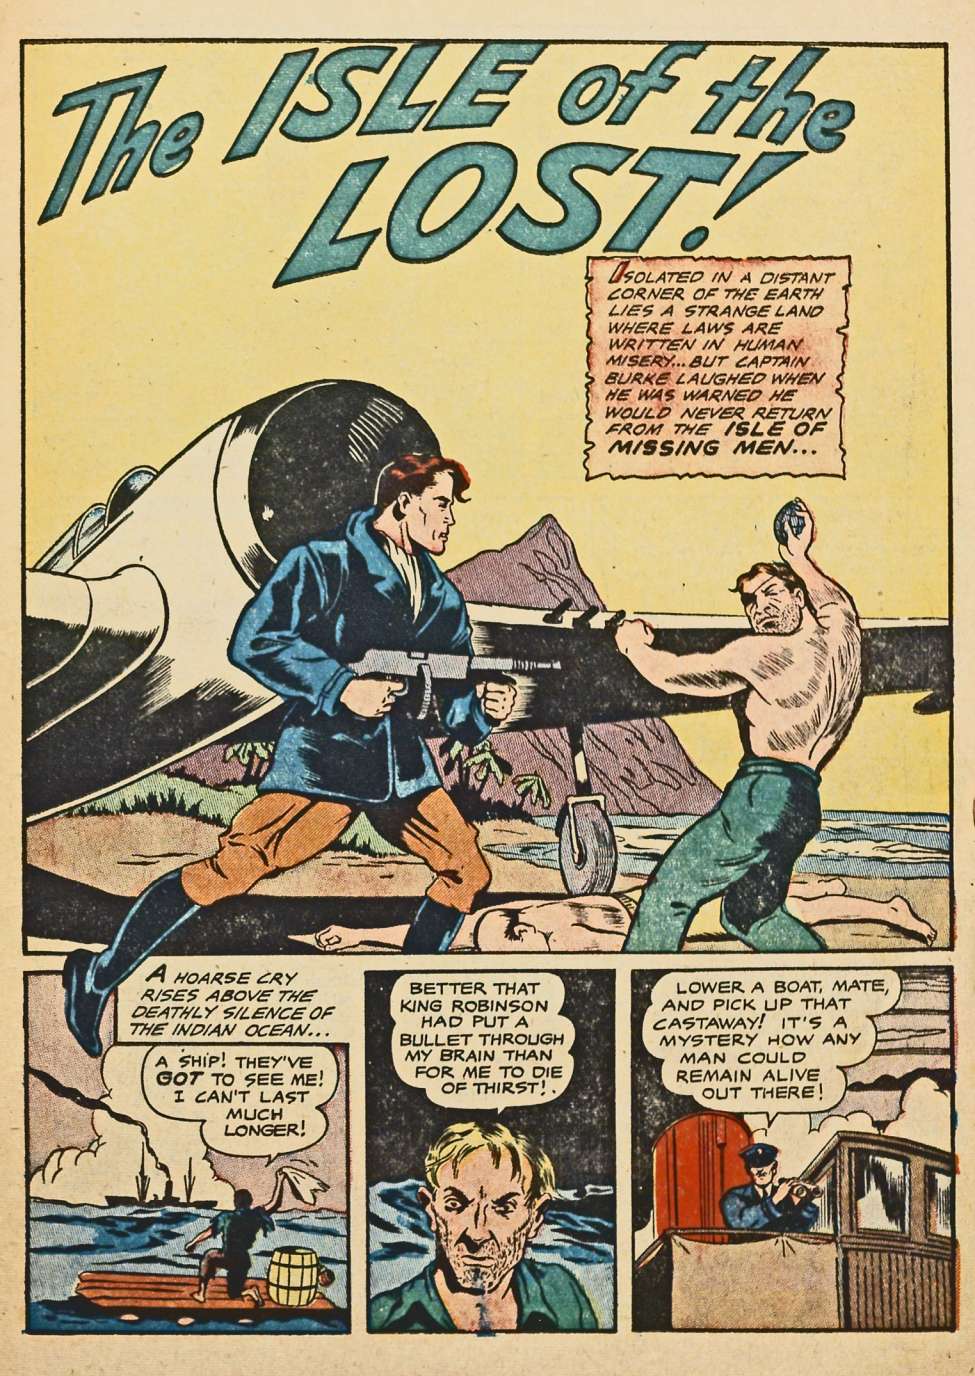 The ISLE of the
LOST!
ISOLATED IN A DISTANT
CORNER OF THE EARTH
LIES A STRANGE LAND
WHERE LAWS ARE
WRITTEN IN HUMAN
MISERY...BUT CAPTAIN
BURKE LAUGHED WHEN
HE WAS WARNED HE
WOULD NEVER RETURN
FROM THE ISLE OF
MISSING MEN...
A HOARSE CRY
RISES ABOVE THE
DEATHLY SILENCE OF
THE INDIAN OCEAN...
A SHIP! THEY'VE
GOT TO SEE ME!
I CAN'T LAST
MUCH
LONGER!
BETTER THAT
KING ROBINSON
HAD PUT A
BULLET THROUGH
MY BRAIN THAN
FOR ME TO DIE
OF THIRST!.
LOWER A BOAT, MATE,
AND PICK UP THAT
CASTAWAY! IT'S A
MYSTERY HOW ANY
MAN COULD
REMAIN ALIVE
OUT THERE!